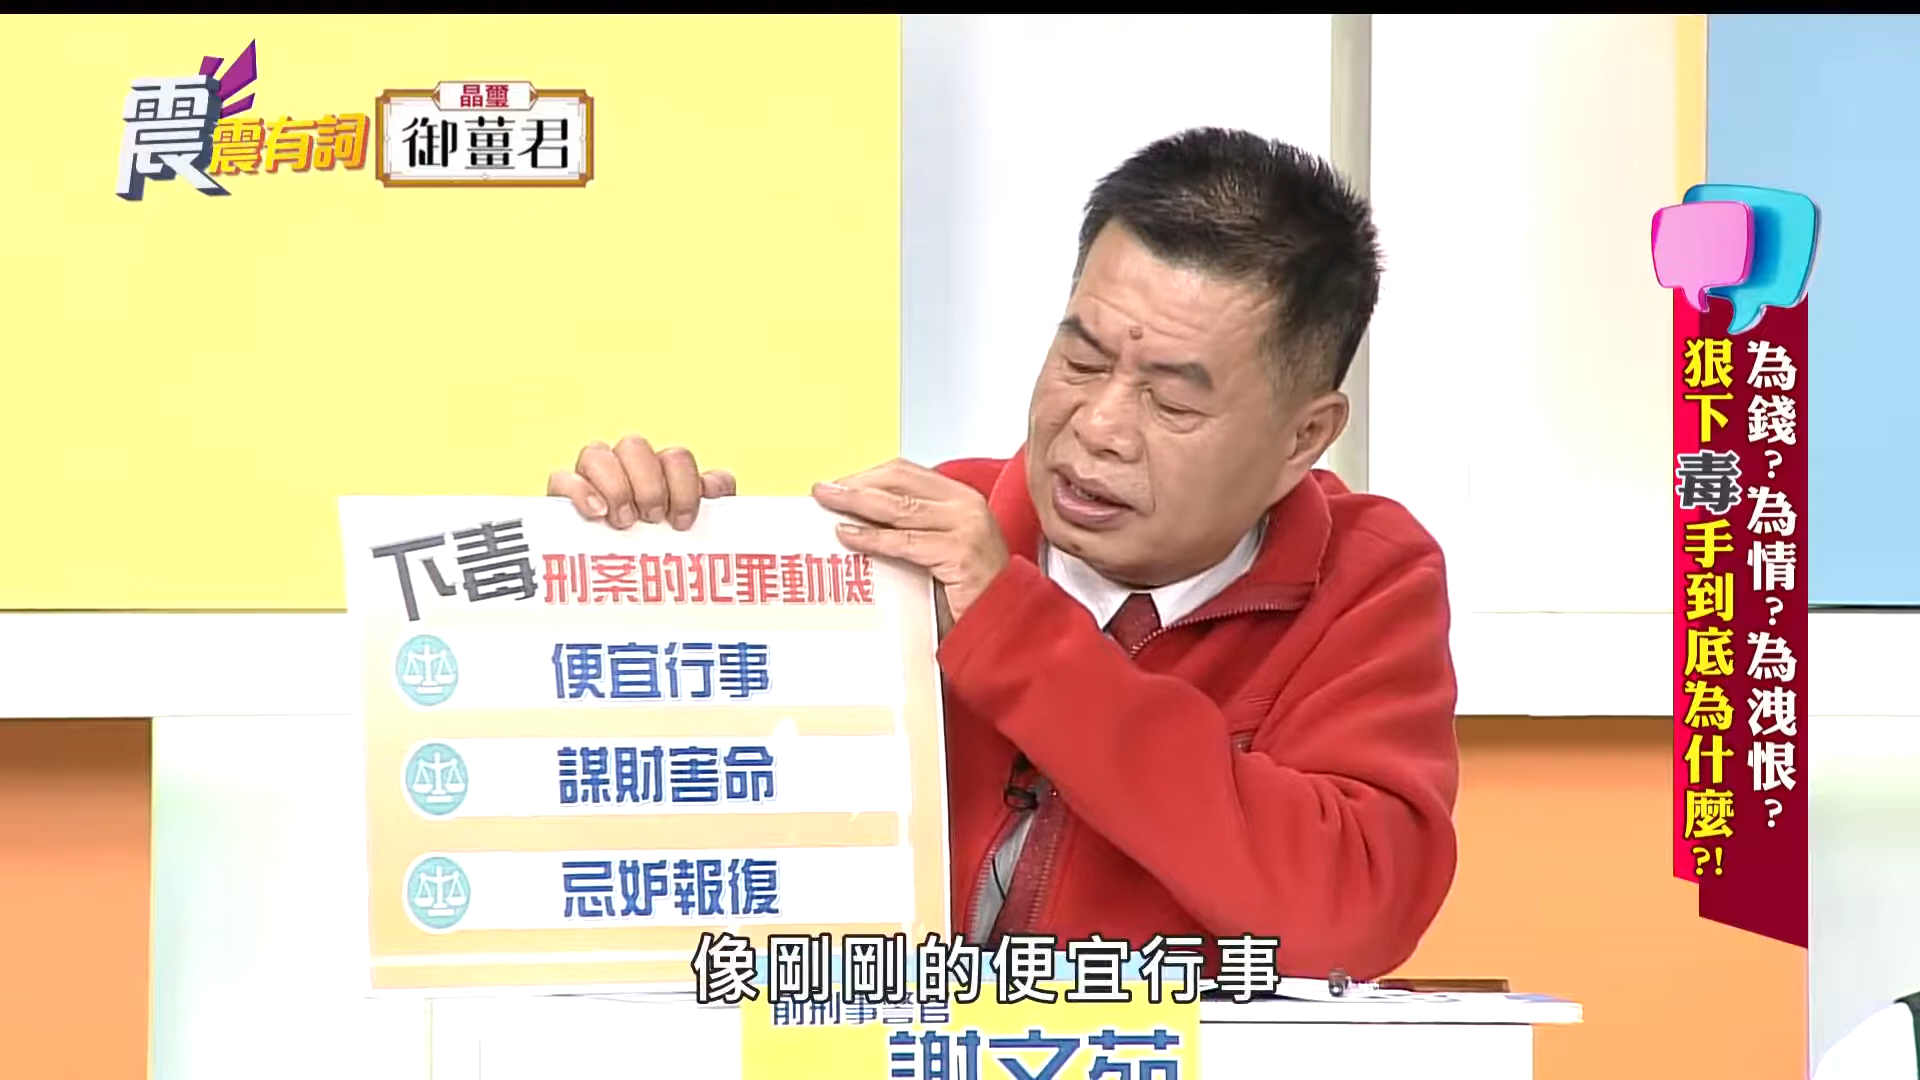 震震有詞
晶璽
御薑君
為錢?為情?為洩恨?
狠下毒手到底為什麼?!
下毒刑案的犯罪動機
便宜行事
謀財害命
忌妒報復
像剛剛的便宜行事
前刑事警官
謝文苑